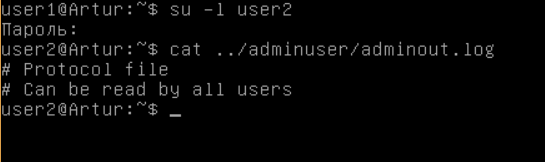 user1@Artur:~$ su -l user2
Пароль:
user2@Artur:~$ cat ../adminuser/adminout.log
# Protocol file
# Can be read by all users
user2@Artur:~$ _